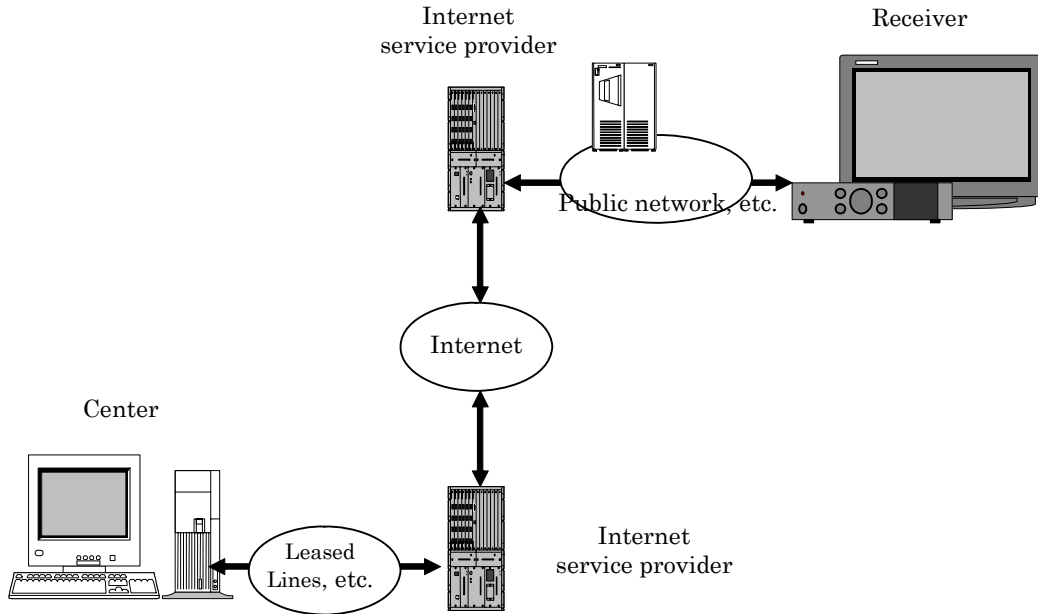 Internet
service provider
Receiver
Public network, etc.
Internet
Center
Leased
Lines, etc.
Internet
service provider